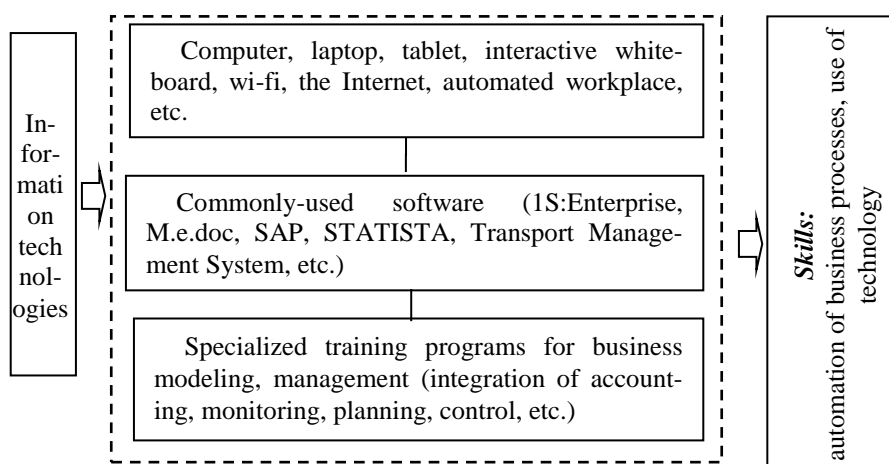 In-
for-
mati
on
tech
nol-
ogies
Computer, laptop, tablet, interactive white-
board, wi-fi, the Internet, automated workplace,
etc.
Commonly-used software (1S:Enterprise,
M.e.doc, SAP, STATISTA, Transport Manage-
ment System, etc.)
Specialized training programs for business
modeling, management (integration of account-
ing, monitoring, planning, control, etc.)
Skills:
automation of business processes, use of
technology